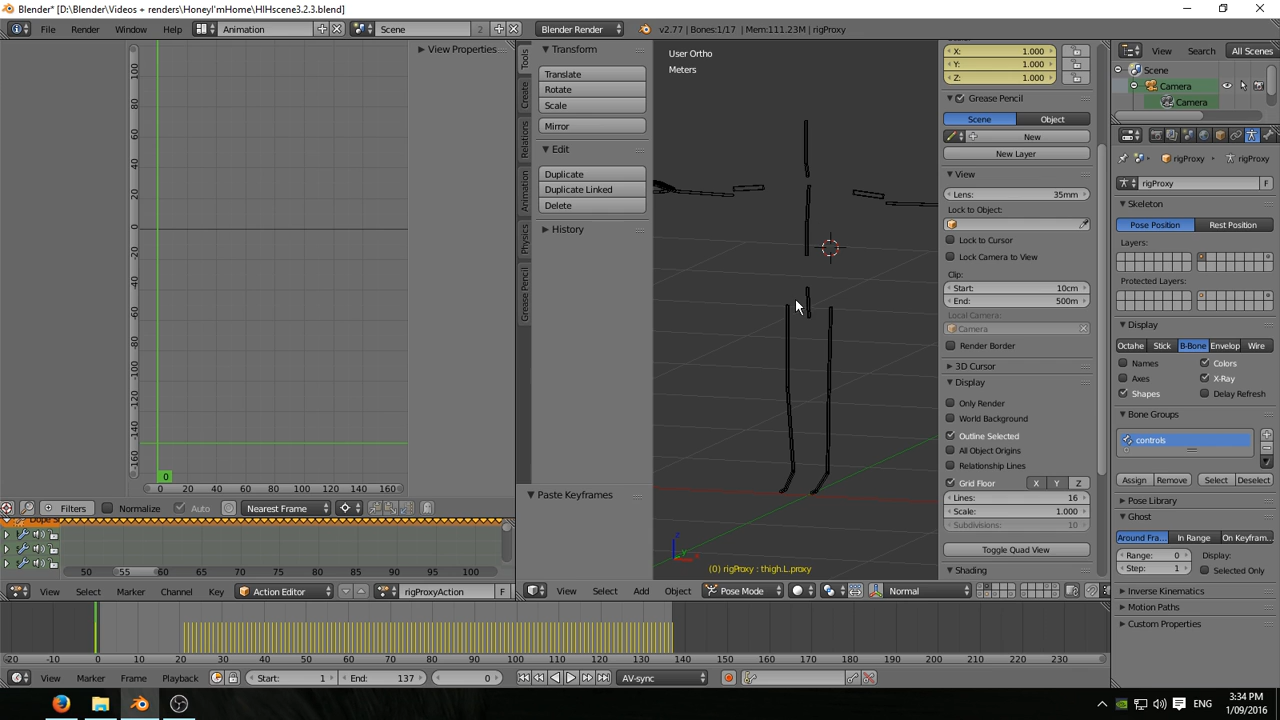 Blender* [D:\Blender\Videos + renders\HoneyI'mHome\HIHscene3.2.3.blend]
File Render Window Help Animation Scene 2 Blender Render v2.77 | Bones:1/17 | Mem:111.23M | rigProxy
View Properties
100
80
60
40
20
0
-20
-40
-60
-80
-100
-120
-140
-160
0
0 20 40 60 80 100 120 140 160
Filters Normalize Auto Nearest Frame
50 55 60 70 80 90 100
View Select Marker Channel Key Action Editor rigProxyAction F
Tools
Create
Relations
Animation
Physics
Grease Pencil
Transform
Translate
Rotate
Scale
Mirror
Edit
Duplicate
Duplicate Linked
Delete
History
Paste Keyframes
User Ortho
Meters
(0) rigProxy : thigh.L.proxy
View Select Add Object Pose Mode Normal
X: 1.000
Y: 1.000
Z: 1.000
Grease Pencil
Scene Object
New
New Layer
View
Lens: 35mm
Lock to Object:
Lock to Cursor
Lock Camera to View
Clip:
Start: 10cm
End: 500m
Local Camera:
Camera
Render Border
3D Cursor
Display
Only Render
World Background
Outline Selected
All Object Origins
Relationship Lines
Grid Floor X Y Z
Lines: 16
Scale: 1.000
Subdivisions: 10
Toggle Quad View
Shading
View Search All Scenes
Scene
Camera
Camera
rigProxy rigProxy
rigProxy F
Skeleton
Pose Position Rest Position
Layers:
Protected Layers:
Display
Octahe Stick B-Bone Envelop Wire
Names Colors
Axes X-Ray
Shapes Delay Refresh
Bone Groups
controls
Assign Remove Select Deselect
Pose Library
Ghost
Around Fra... In Range On Keyfram...
Range: 0 Display:
Step: 1 Selected Only
Inverse Kinematics
Motion Paths
Custom Properties
-20 -10 0 10 20 30 40 50 60 70 80 90 100 110 120 130 140 150 160 170 180 190 200 210 220 230
View Marker Frame Playback Start: 1 End: 137 0 AV-sync
ENG
3:34 PM
1/09/2016